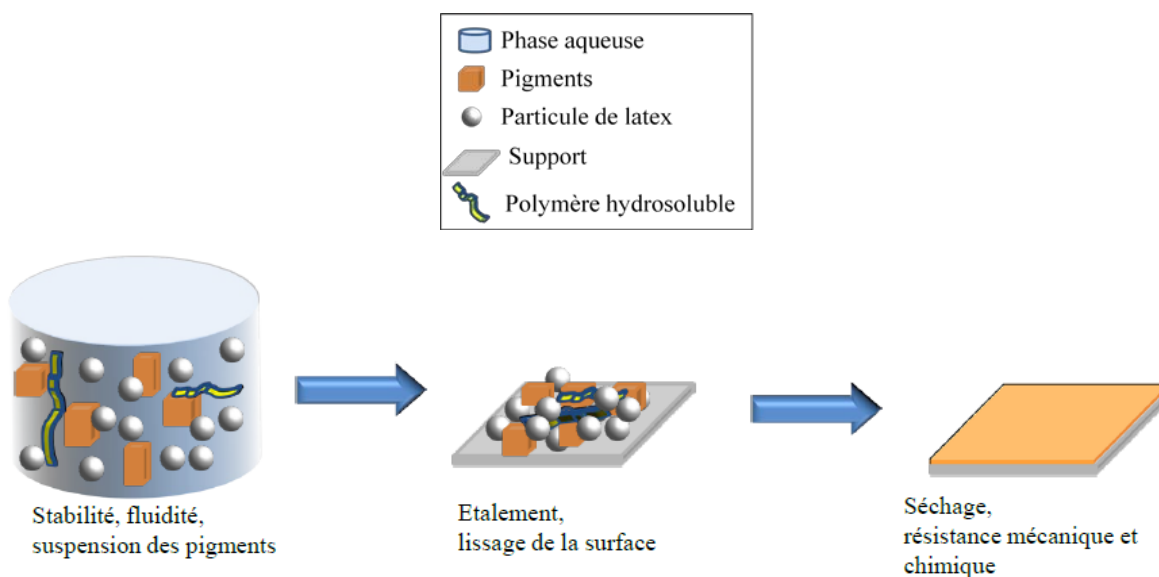 Phase aqueuse
Pigments
Particule de latex
Support
Polymère hydrosoluble
Stabilité, fluidité,
suspension des pigments
Etalement,
lissage de la surface
Séchage,
résistance mécanique et
chimique